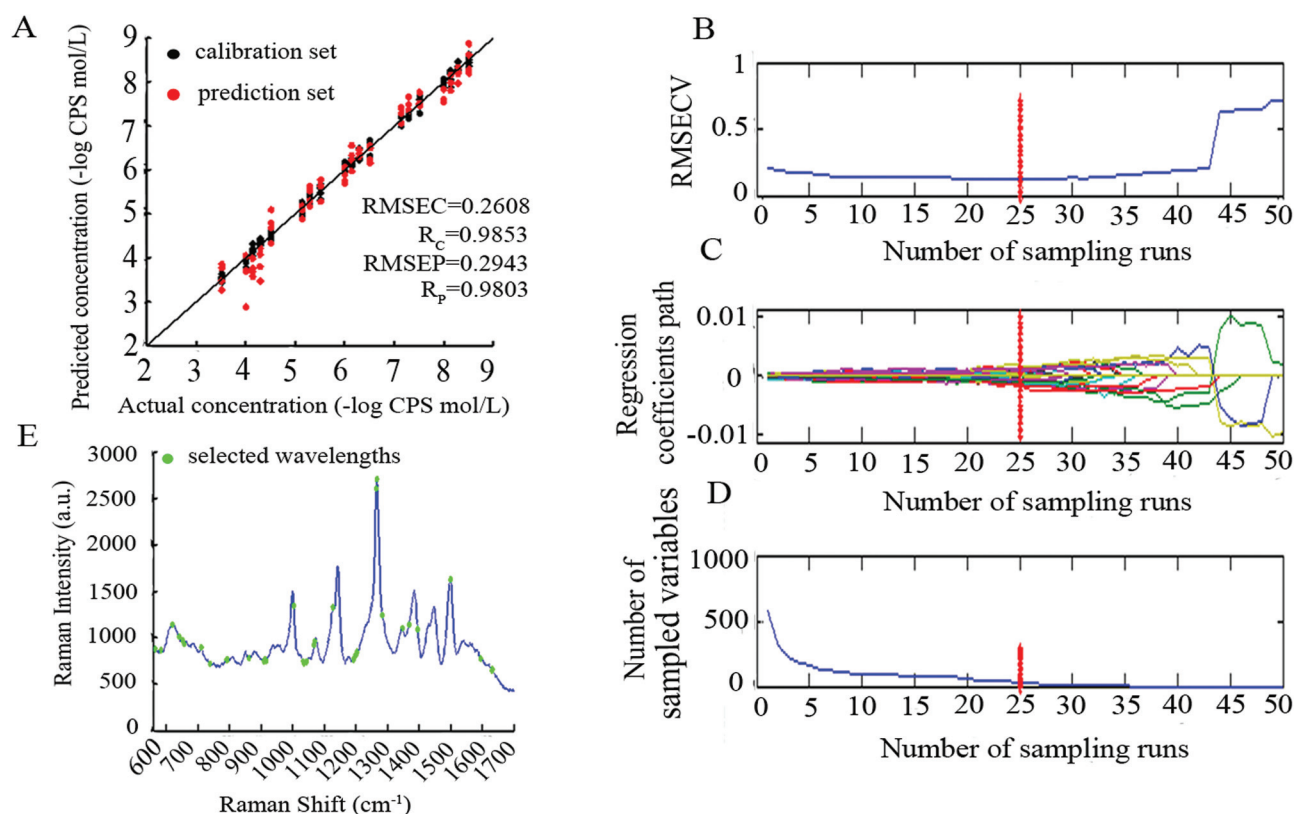 A
9
8
7
6
5
4
3
2
Predicted concentration (-log CPS mol/L)
calibration set
prediction set
RMSEC=0.2608
RC=0.9853
RMSEP=0.2943
RP=0.9803
2 3 4 5 6 7 8 9
Actual concentration (-log CPS mol/L)
B
1
0.5
0
RMSECV
0 5 10 15 20 25 30 35 40 45 50
Number of sampling runs
C
0.01
0
-0.01
Regression
coefficients path
0 5 10 15 20 25 30 35 40 45 50
Number of sampling runs
D
1000
500
0
Number of
sampled variables
0 5 10 15 20 25 30 35 40 45 50
Number of sampling runs
E
3000
2500
2000
1500
1000
500
0
Raman Intensity (a.u.)
selected wavelengths
600 700 800 900 1000 1100 1200 1300 1400 1500 1600 1700
Raman Shift (cm⁻¹)